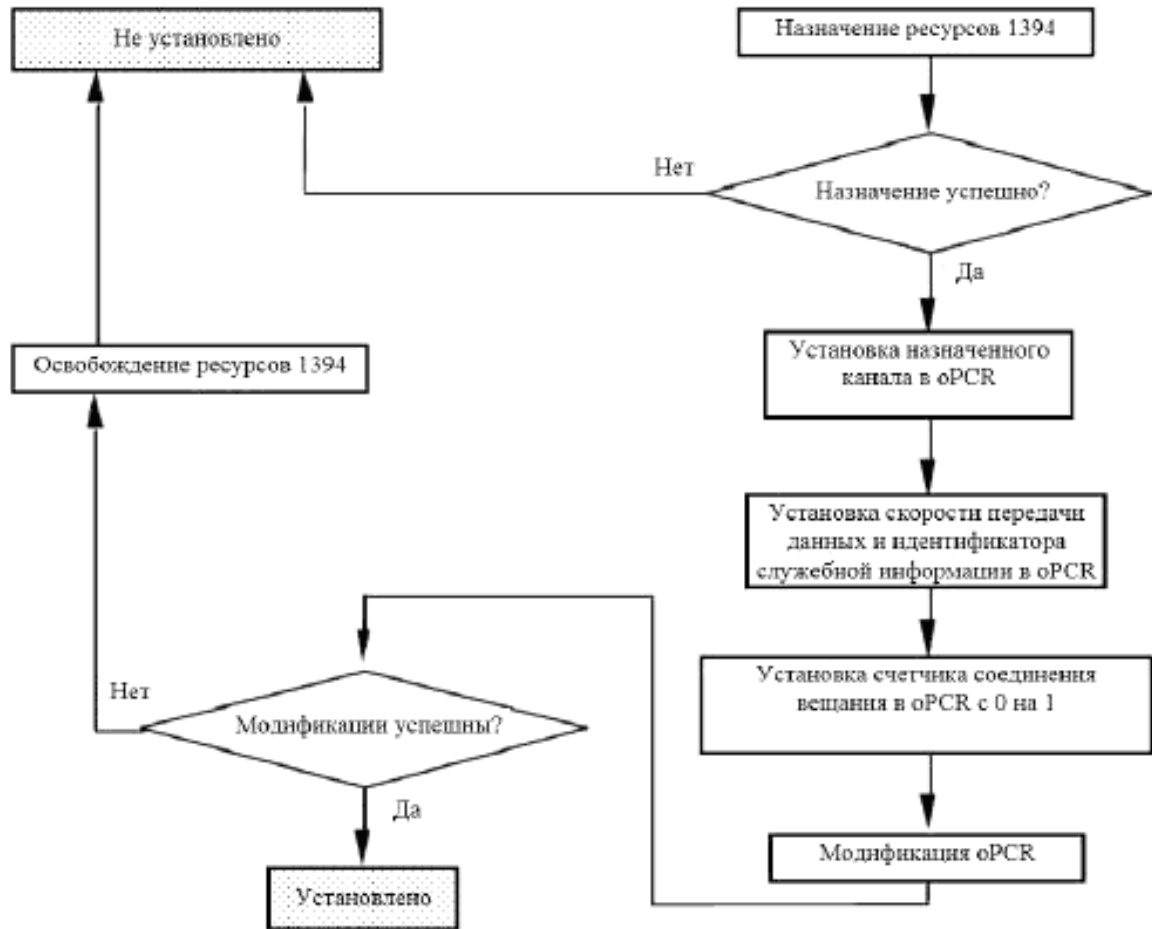 Не установлено
Назначение ресурсов 1394
Нет
Назначение успешно?
Да
Установка назначенного
канала в oPCR
Освобождение ресурсов 1394
Установка скорости передачи
данных и идентификатора
служебной информации в oPCR
Установка счетчика соединения
вещания в oPCR с 0 на 1
Нет
Модификации успешны?
Да
Модификация oPCR
Установлено